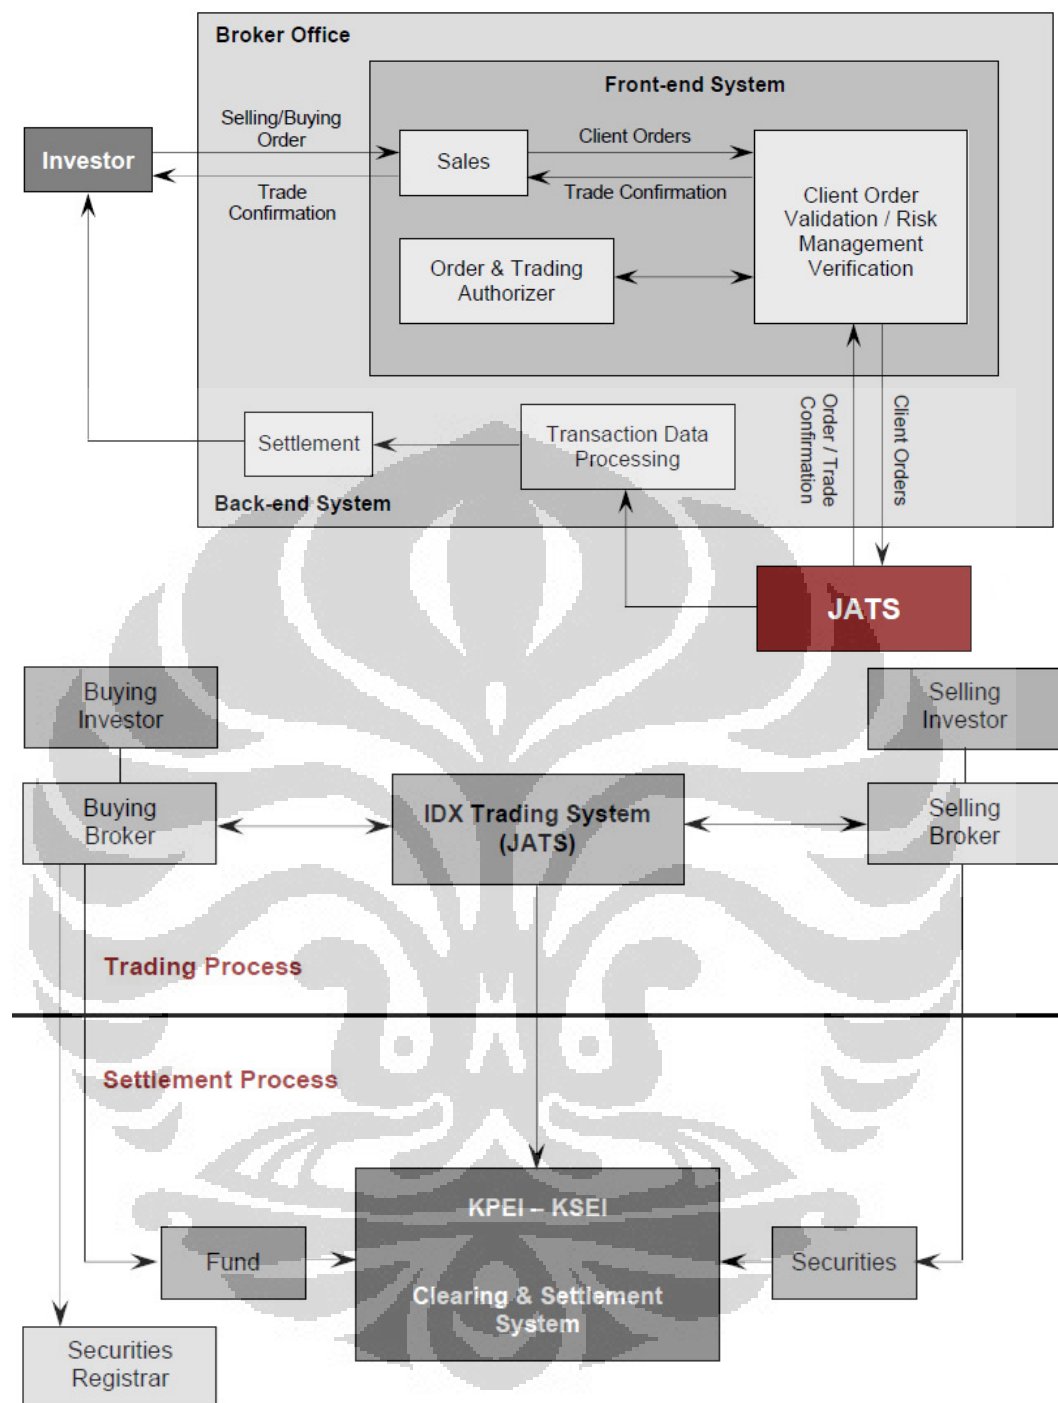 Broker Office
Front-end System
Selling/Buying
Order
Investor
Trade
Confirmation
Sales
Client Orders
Trade Confirmation
Client Order
Validation / Risk
Management
Verification
Order & Trading
Authorizer
Order / Trade
Confirmation
Client Orders
Settlement
Transaction Data
Processing
Back-end System
JATS
Buying
Investor
Selling
Investor
Buying
Broker
IDX Trading System
(JATS)
Selling
Broker
Trading Process
Settlement Process
KPEI – KSEI
Clearing & Settlement
System
Fund
Securities
Securities
Registrar